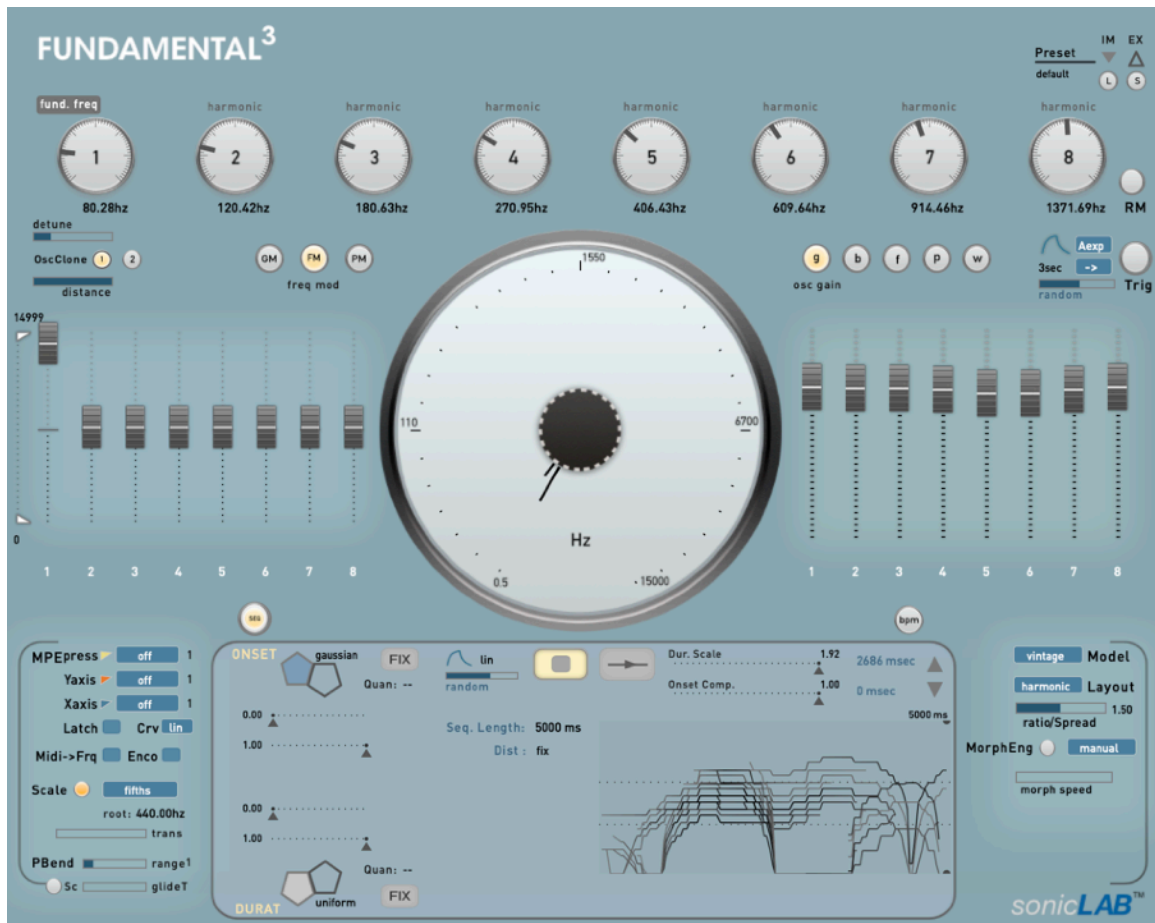 FUNDAMENTAL3
IM EX
Preset
default
L S
fund. freq harmonic harmonic harmonic harmonic harmonic harmonic harmonic
1 2 3 4 5 6 7 8
80.28hz 120.42hz 180.63hz 270.95hz 406.43hz 609.64hz 914.46hz 1371.69hz RM
detune
OscClone 1 2
distance
GM FM PM
freq mod
g b f p w
osc gain
Aexp
3sec ->
random Trig
14999
0
1 2 3 4 5 6 7 8
1550
110 6700
Hz
0.5 15000
1 2 3 4 5 6 7 8
SEQ
bpm
MPEpress off 1
Yaxis off 1
Xaxis off 1
Latch Crv lin
Midi->Frq Enco
Scale fifths
root: 440.00hz
trans
PBend range1
Sc glideT
ONSET gaussian FIX
Quan: --
0.00
1.00
0.00
1.00
Quan: --
DURAT uniform FIX
lin
random
Seq. Length: 5000 ms
Dist : fix
Dur. Scale 1.92 2686 msec
Onset Comp. 1.00 0 msec
5000 ms
vintage Model
harmonic Layout
1.50
ratio/Spread
MorphEng manual
morph speed
sonicLAB™